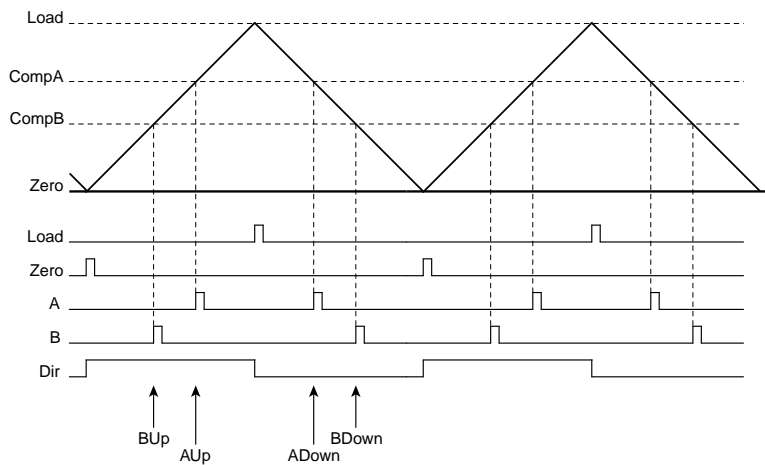 Load
CompA
CompB
Zero
Load
Zero
A
B
Dir
BUp
BDown
AUp
ADown